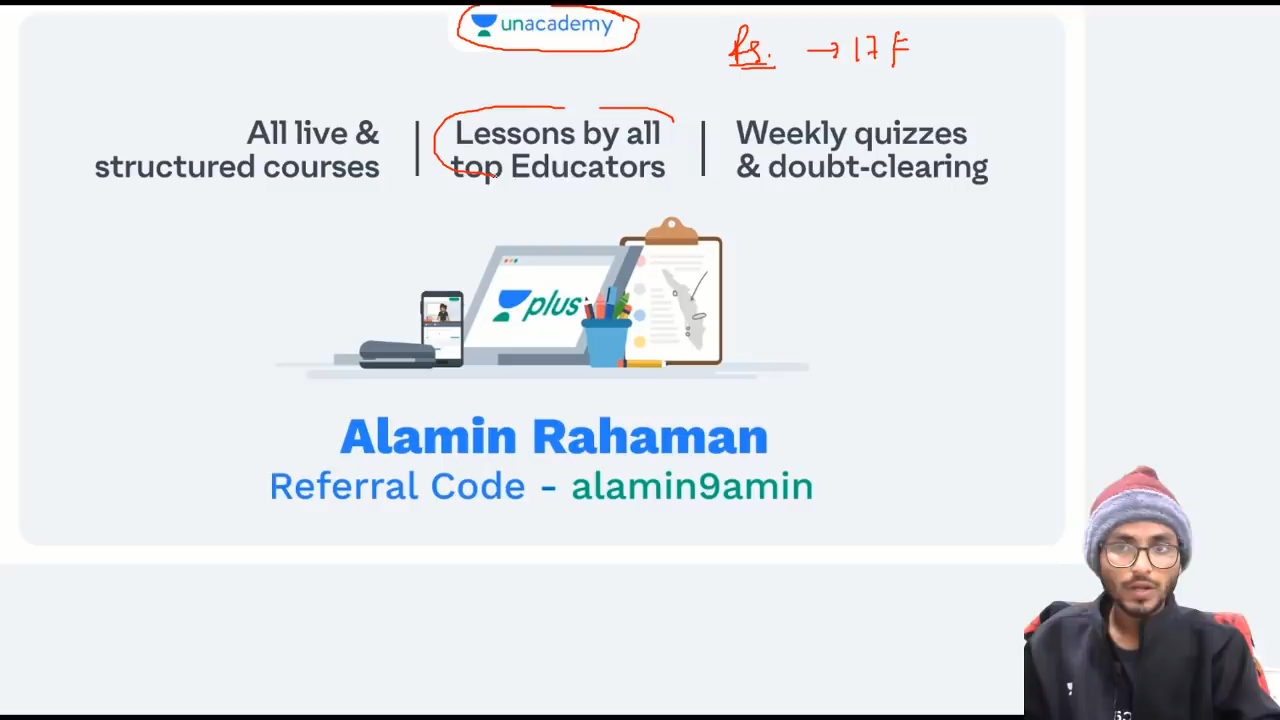 unacademy
Rs. → 17 F
All live &
structured courses
Lessons by all
top Educators
Weekly quizzes
& doubt-clearing
plus
Alamin Rahaman
Referral Code - alamin9amin